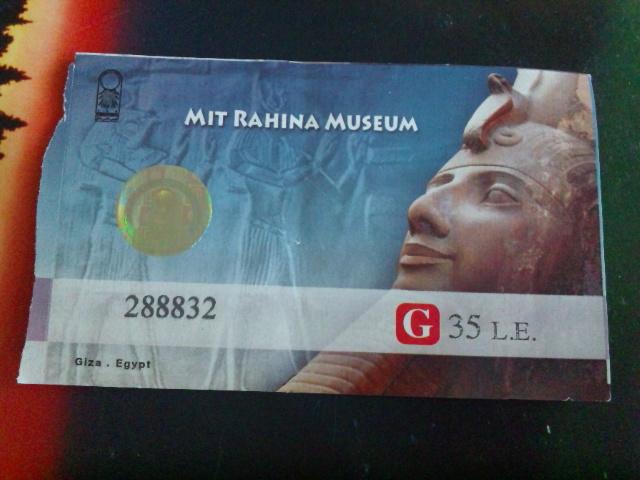 MIT RAHINA MUSEUM
288832
G 35 L.E.
Giza . Egypt